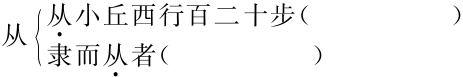 从
从小丘西行百二十步(　　　)
隶而从者(　　　)